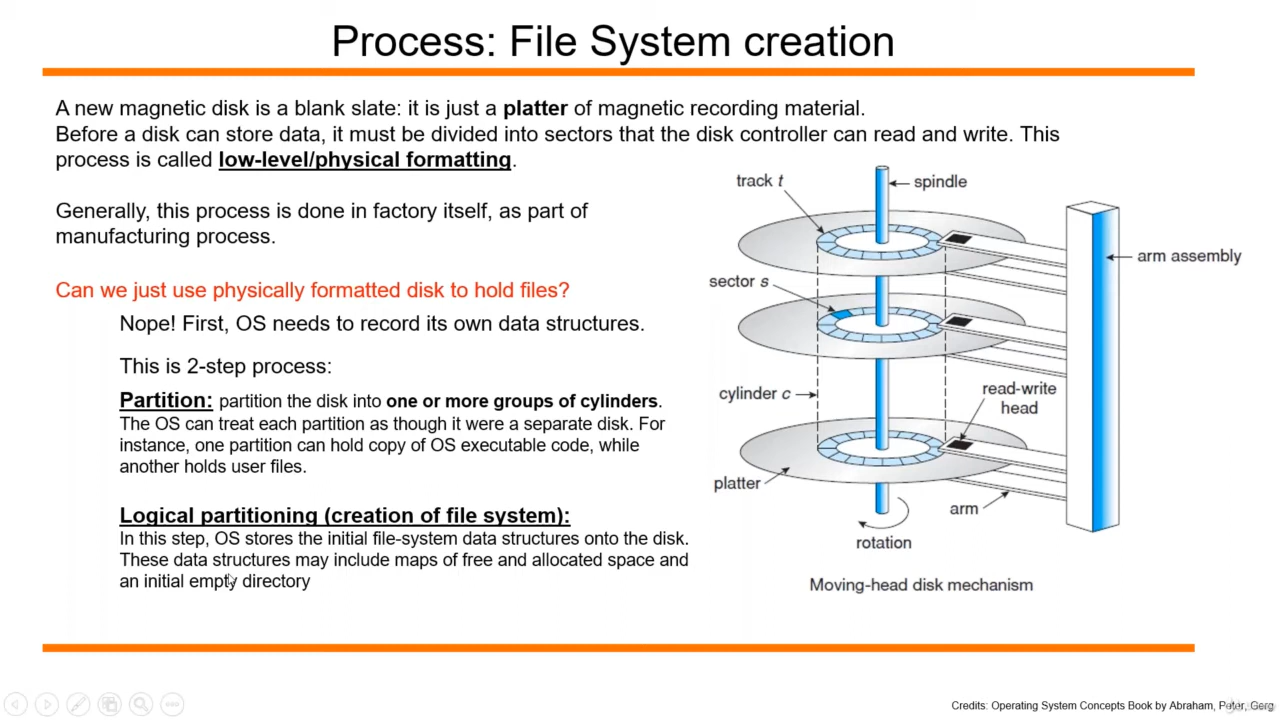 Process: File System creation
A new magnetic disk is a blank slate: it is just a platter of magnetic recording material.
Before a disk can store data, it must be divided into sectors that the disk controller can read and write. This
process is called low-level/physical formatting.
Generally, this process is done in factory itself, as part of
manufacturing process.
Can we just use physically formatted disk to hold files?
Nope! First, OS needs to record its own data structures.
This is 2-step process:
Partition: partition the disk into one or more groups of cylinders.
The OS can treat each partition as though it were a separate disk. For
instance, one partition can hold copy of OS executable code, while
another holds user files.
Logical partitioning (creation of file system):
In this step, OS stores the initial file-system data structures onto the disk.
These data structures may include maps of free and allocated space and
an initial empty directory
track t
spindle
arm assembly
sector s
cylinder c
read-write
head
platter
arm
rotation
Moving-head disk mechanism
Credits: Operating System Concepts Book by Abraham, Peter, Gerg